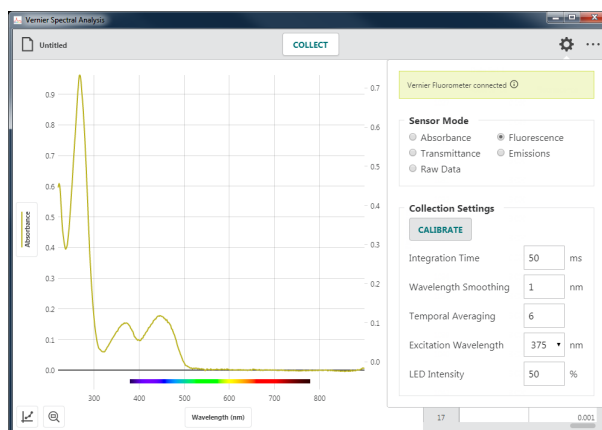 Vernier Spectral Analysis
Untitled
COLLECT
Vernier Fluorometer connected
Sensor Mode
Absorbance
Fluorescence
Transmittance
Emissions
Raw Data
Collection Settings
CALIBRATE
Integration Time 50 ms
Wavelength Smoothing 1 nm
Temporal Averaging 6
Excitation Wavelength 375 nm
LED Intensity 50 %
17 0.001
Absorbance
0.9
0.8
0.7
0.6
0.5
0.4
0.3
0.2
0.1
0.0
0.7
0.6
0.5
0.4
0.3
0.2
0.1
0.0
300 400 500 600 700 800
Wavelength (nm)